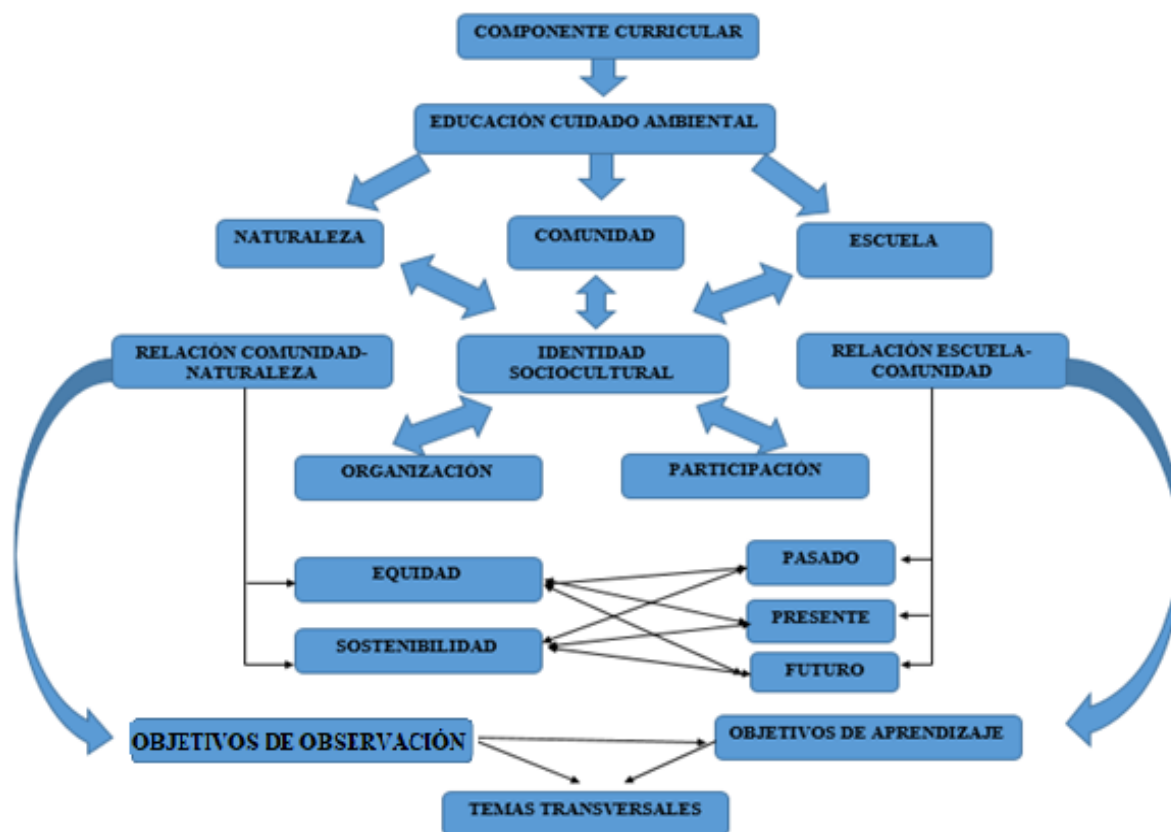 COMPONENTE CURRICULAR
EDUCACIÓN CUIDADO AMBIENTAL
NATURALEZA
COMUNIDAD
ESCUELA
RELACIÓN COMUNIDAD-
NATURALEZA
IDENTIDAD
SOCIOCULTURAL
RELACIÓN ESCUELA-
COMUNIDAD
ORGANIZACIÓN
PARTICIPACIÓN
EQUIDAD
PASADO
SOSTENIBILIDAD
PRESENTE
FUTURO
OBJETIVOS DE OBSERVACIÓN
OBJETIVOS DE APRENDIZAJE
TEMAS TRANSVERSALES